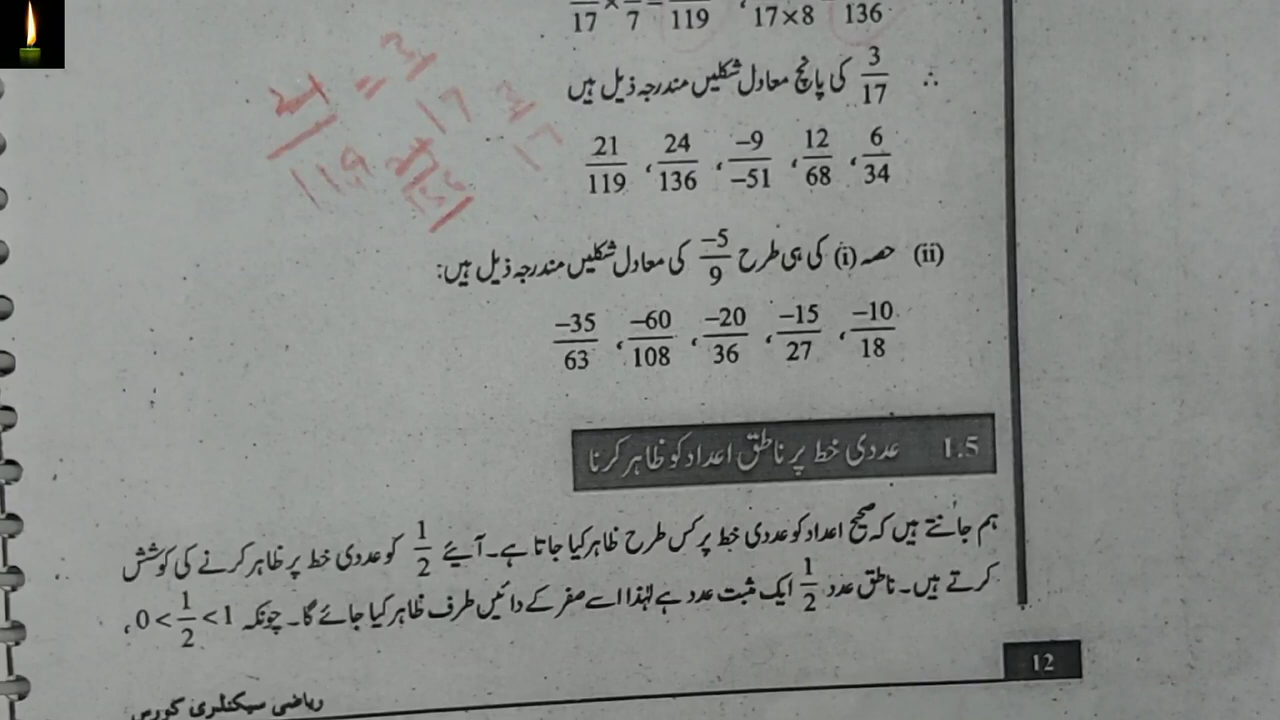 17 × 7 = 119 ، 17×8 136
∴ 3/17 کی پانچ معادل شکلیں مندرجہ ذیل ہیں
6/34 ، 12/68 ، −9/−51 ، 24/136 ، 21/119
21/119 = 3/17
(ii) حصہ (i) کی ہی طرح −5/9 کی معادل شکلیں مندرجہ ذیل ہیں:
−10/18 ، −15/27 ، −20/36 ، −60/108 ، −35/63
1.5 عددی خط پر ناطق اعداد کو ظاہر کرنا
ہم جانتے ہیں کہ صحیح اعداد کو عددی خط پر کس طرح ظاہر کیا جاتا ہے۔ آیئے 1/2 کو عددی خط پر ظاہر کرنے کی کوشش
کرتے ہیں۔ ناطق عدد 1/2 ایک مثبت عدد ہے لہٰذا اسے صفر کے دائیں طرف ظاہر کیا جائے گا۔ چونکہ 0 < 1/2 < 1،
12
ریاضی سیکنڈری کورس